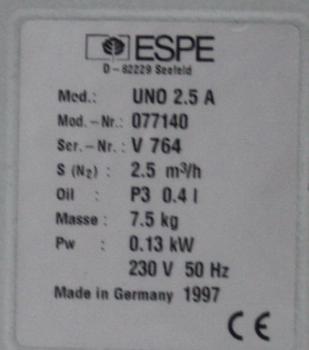 ESPE
D-82229 Seefeld
Mod.: UNO 2.5 A
Mod.-Nr.: 077140
Ser.-Nr.: V 764
S (N₂) : 2.5 m³/h
Oil : P3 0.4 l
Masse : 7.5 kg
Pw : 0.13 kW
230 V 50 Hz
Made in Germany 1997
CE